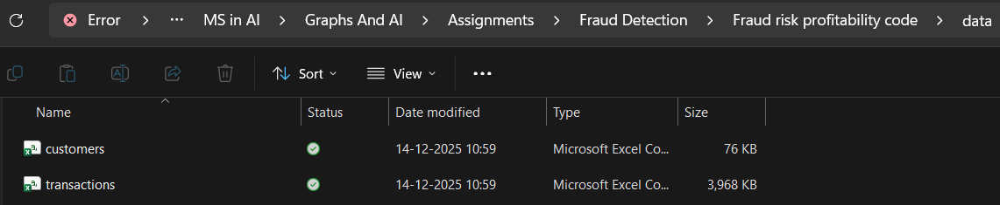 Error > ... MS in AI > Graphs And AI > Assignments > Fraud Detection > Fraud risk profitability code > data
Sort View ...
Name Status Date modified Type Size
customers 14-12-2025 10:59 Microsoft Excel Co... 76 KB
transactions 14-12-2025 10:59 Microsoft Excel Co... 3,968 KB